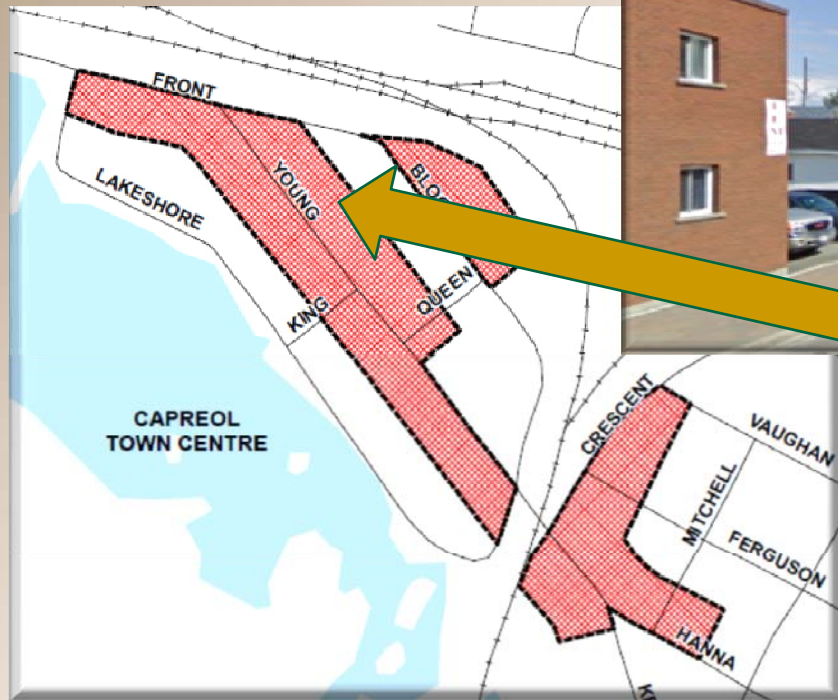 FRONT
YOUNG
LAKESHORE
KING
QUEEN
CAPREOL
TOWN CENTRE
CRESCENT
VAUGHAN
MITCHELL
FERGUSON
HANNA